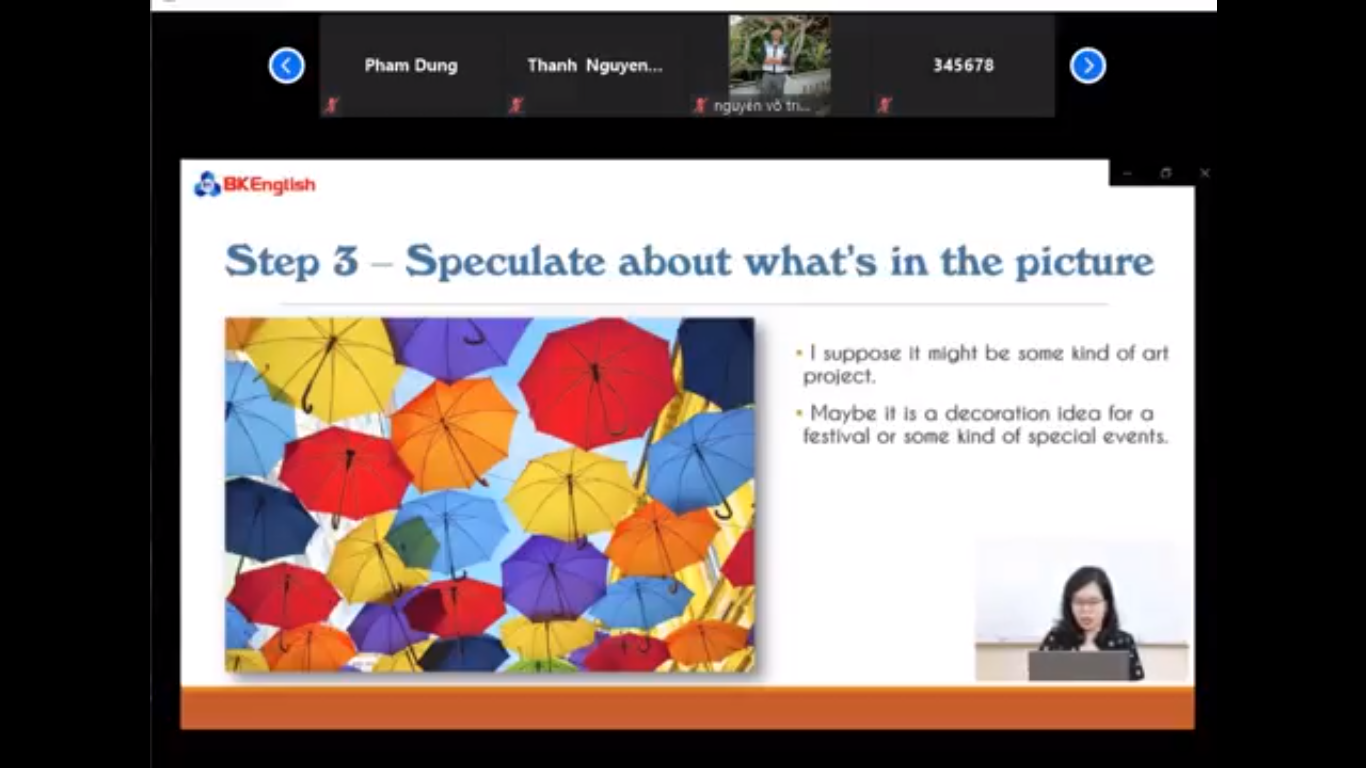 Pham Dung
Thanh Nguyen...
nguyên võ tri...
345678
BKEnglish
Step 3 – Speculate about what's in the picture
• I suppose it might be some kind of art
project.
• Maybe it is a decoration idea for a
festival or some kind of special events.